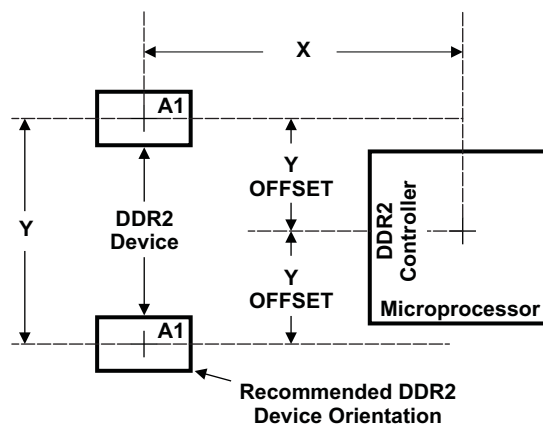 X
A1
Y
OFFSET
Y
DDR2
Device
DDR2
Controller
Y
OFFSET
Microprocessor
A1
Recommended DDR2
Device Orientation